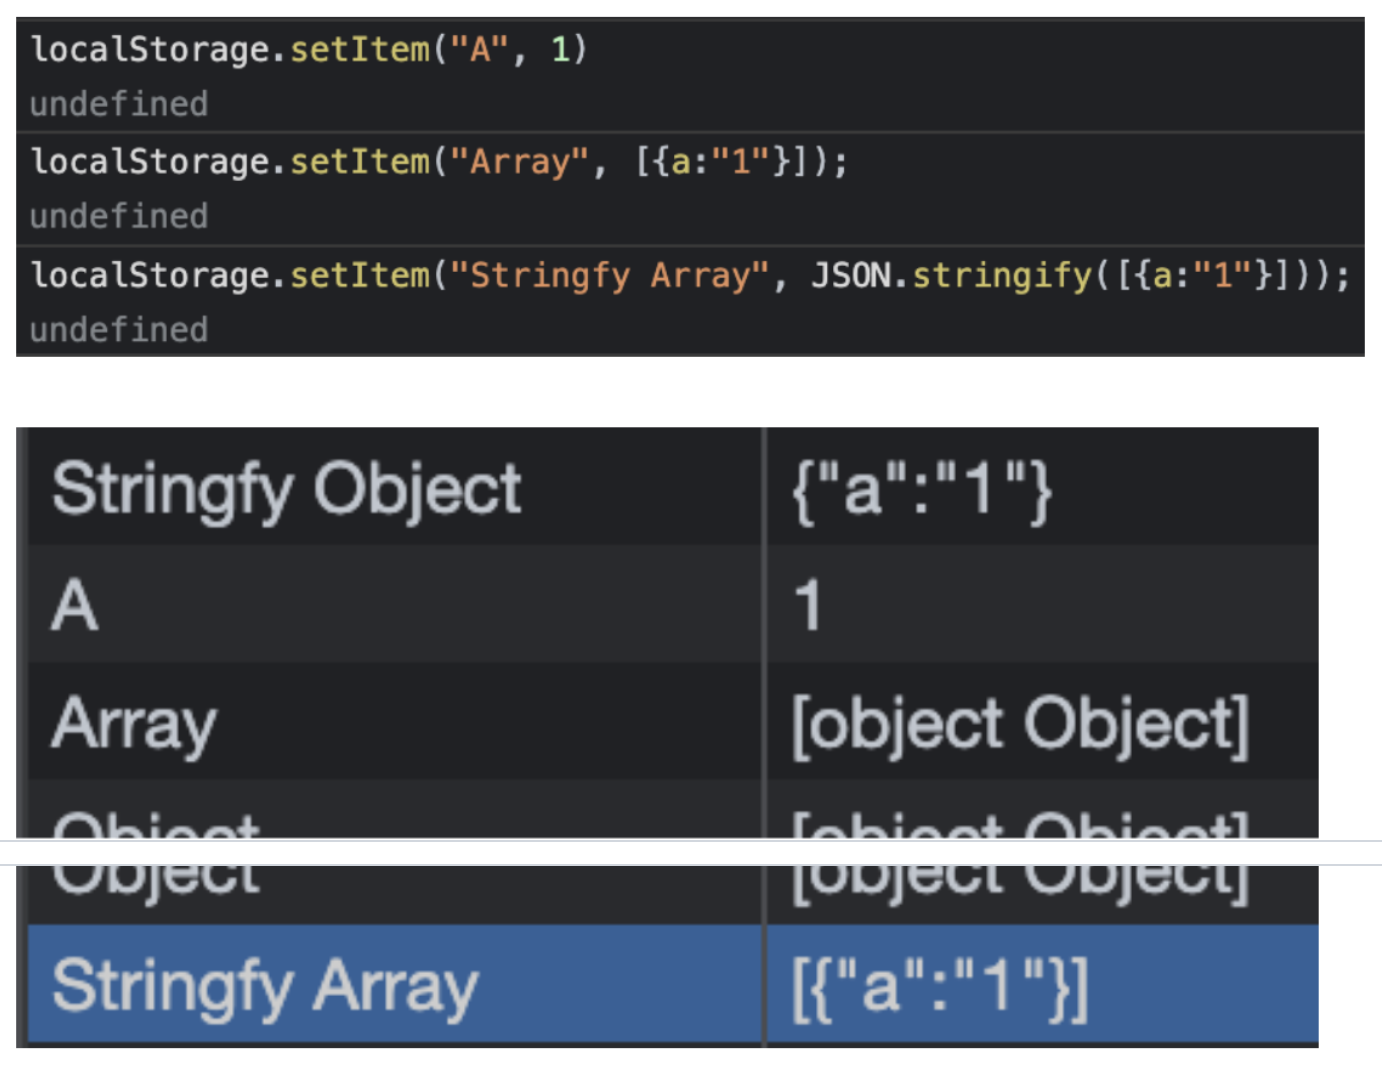 localStorage.setItem("A", 1)
undefined
localStorage.setItem("Array", [{a:"1"}]);
undefined
localStorage.setItem("Stringfy Array", JSON.stringify([{a:"1"}]));
undefined
Stringfy Object {"a":"1"}
A 1
Array [object Object]
Object [object Object]
Stringfy Array [{"a":"1"}]